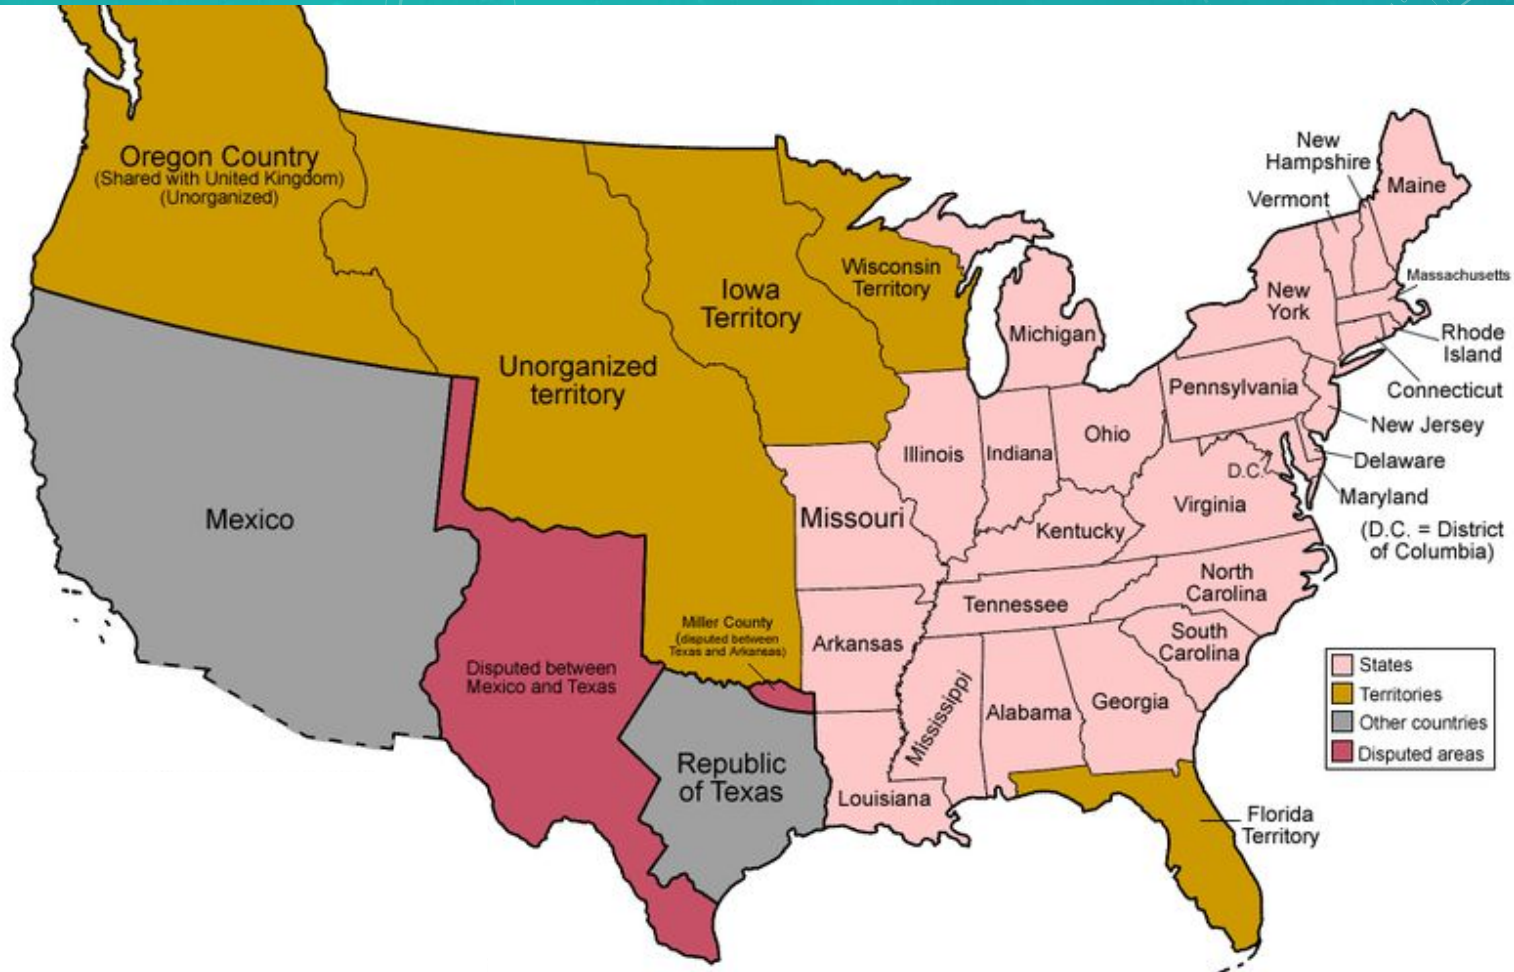 New
Hampshire
Maine
Vermont
Oregon Country
(Shared with United Kingdom)
(Unorganized)
Massachusetts
Wisconsin
Territory
New
York
Iowa
Territory
Michigan
Rhode
Island
Unorganized
territory
Pennsylvania
Connecticut
New Jersey
Ohio
Illinois
Indiana
Delaware
D.C.
Maryland
Mexico
Missouri
Virginia
Kentucky
(D.C. = District
of Columbia)
North
Carolina
Tennessee
Miller County
(disputed between
Texas and Arkansas)
Arkansas
South
Carolina
Disputed between
Mexico and Texas
Mississippi
Alabama
Georgia
States
Territories
Other countries
Disputed areas
Republic
of Texas
Louisiana
Florida
Territory